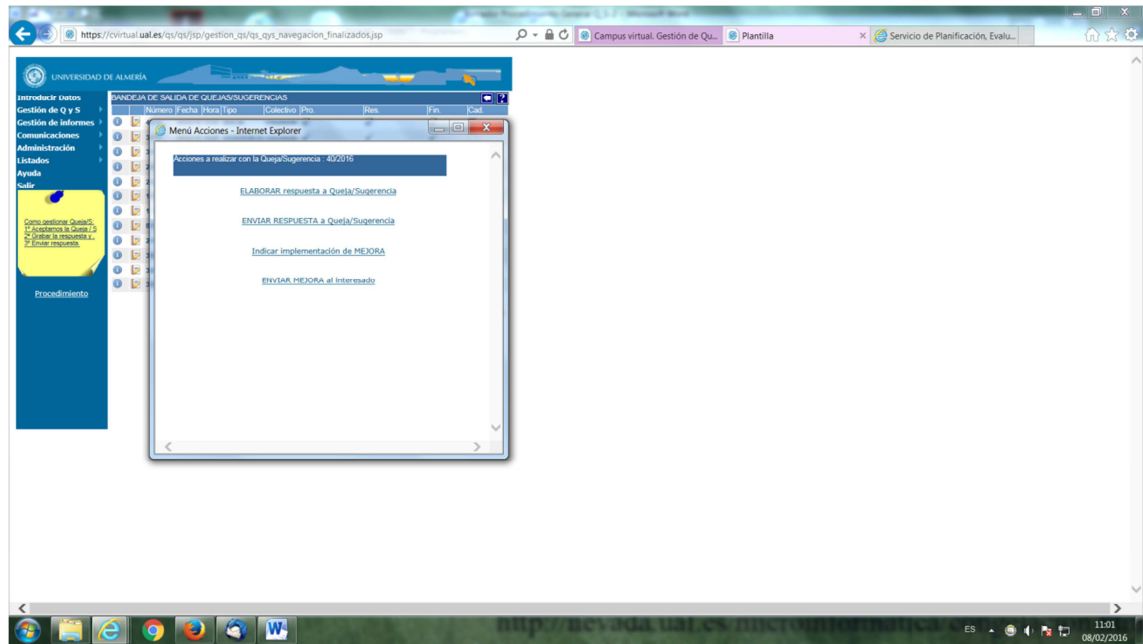 https://cvirtual.ual.es/qs/qs/jsp/gestion_qs/qs_qys_navegacion_finalizados.jsp
Campus virtual. Gestión de Qu...
Plantilla
Servicio de Planificación, Evalu...
UNIVERSIDAD DE ALMERÍA
Introducir Datos
Gestión de Q y S
Gestión de informes
Comunicaciones
Administración
Listados
Ayuda
Salir
Como gestionar Queja/S:
1º Aceptamos la Queja / S
2º Grabar la respuesta y .
3º Enviar respuesta.
Procedimiento
BANDEJA DE SALIDA DE QUEJAS/SUGERENCIAS
Número Fecha Hora Tipo Colectivo Pro. Res. Fin. Cad.
Menú Acciones - Internet Explorer
Acciones a realizar con la Queja/Sugerencia : 40/2016
ELABORAR respuesta a Queja/Sugerencia
ENVIAR RESPUESTA a Queja/Sugerencia
Indicar implementación de MEJORA
ENVIAR MEJORA al interesado
ES
11:01
08/02/2016